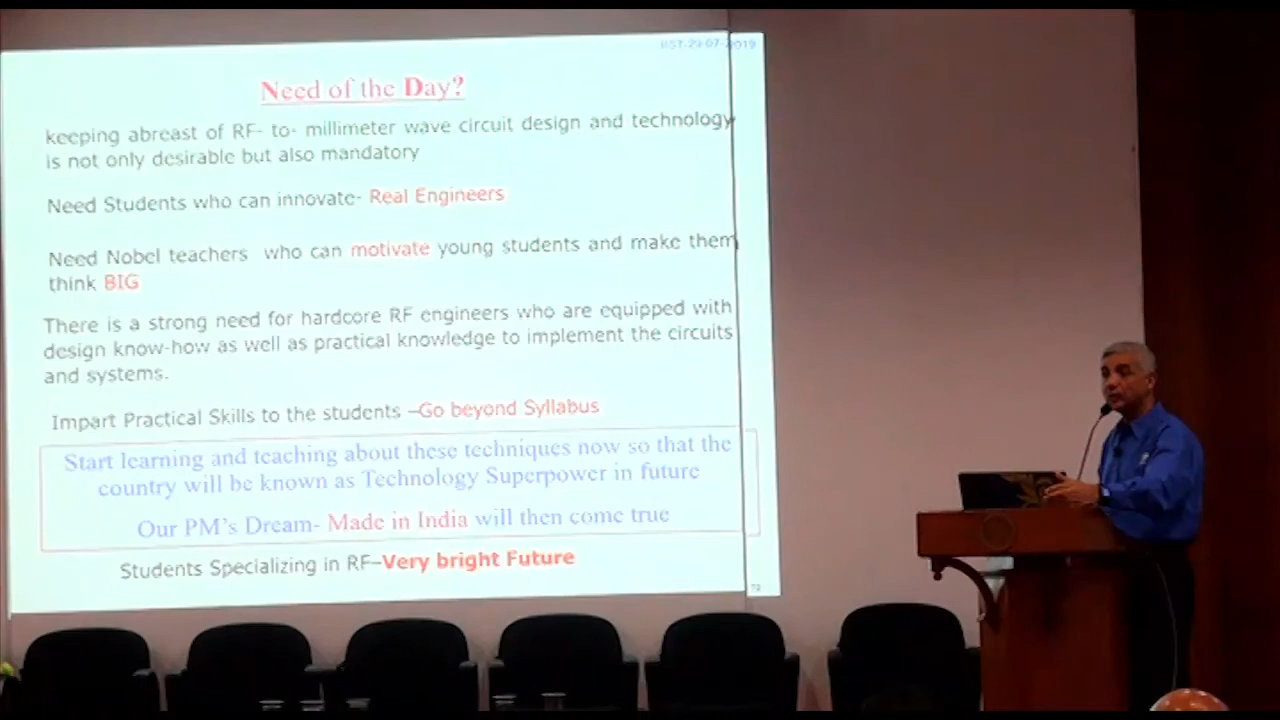 IIST-23-07-2019
Need of the Day?
keeping abreast of RF- to- millimeter wave circuit design and technology
is not only desirable but also mandatory
Need Students who can innovate- Real Engineers
Need Nobel teachers who can motivate young students and make them
think BIG
There is a strong need for hardcore RF engineers who are equipped with
design know-how as well as practical knowledge to implement the circuits
and systems.
Impart Practical Skills to the students –Go beyond Syllabus
Start learning and teaching about these techniques now so that the
country will be known as Technology Superpower in future
Our PM's Dream- Made in India will then come true
Students Specializing in RF–Very bright Future